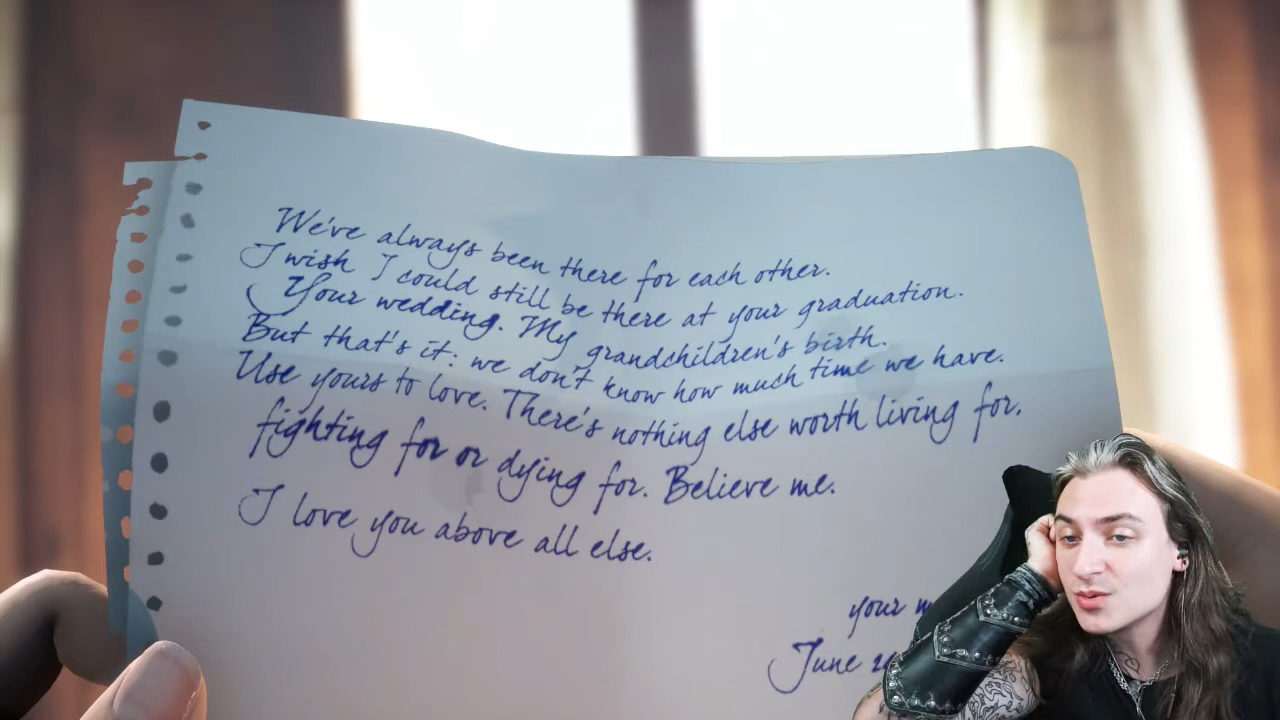 We've always been there for each other.
I wish I could still be there at your graduation.
Your wedding. My grandchildren's birth.
But that's it: we don't know how much time we have.
Use yours to love. There's nothing else worth living for.
fighting for or dying for. Believe me.
I love you above all else.
your
June